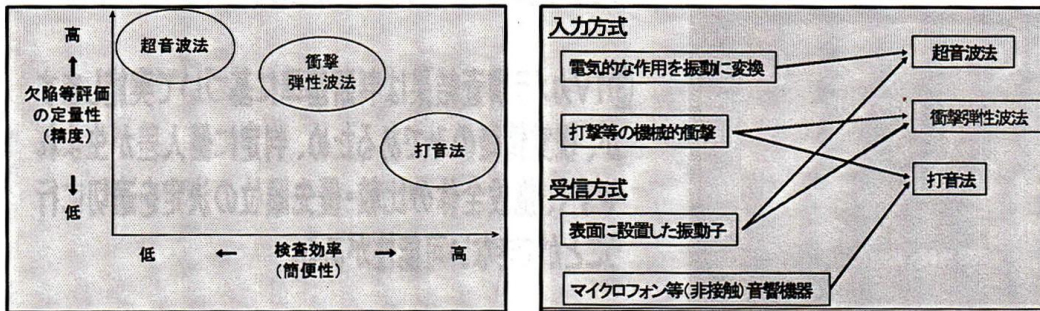 高
欠陥等評価
の定量性
(精度)
低
超音波法
衝撃
弾性波法
打音法
低
検査効率
(簡便性)
高
入力方式
電気的な作用を振動に変換
打撃等の機械的衝撃
受信方式
表面に設置した振動子
マイクロフォン等(非接触)音響機器
超音波法
衝撃弾性波法
打音法